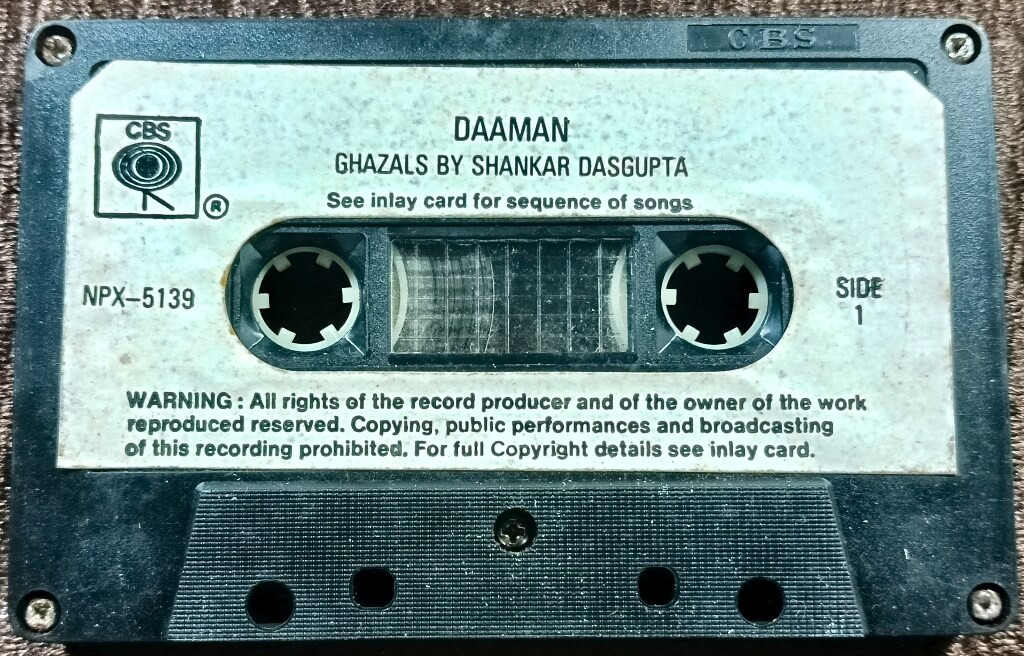 CBS
CBS
®
DAAMAN
GHAZALS BY SHANKAR DASGUPTA
See inlay card for sequence of songs
NPX-5139
SIDE
1
WARNING : All rights of the record producer and of the owner of the work
reproduced reserved. Copying, public performances and broadcasting
of this recording prohibited. For full Copyright details see inlay card.